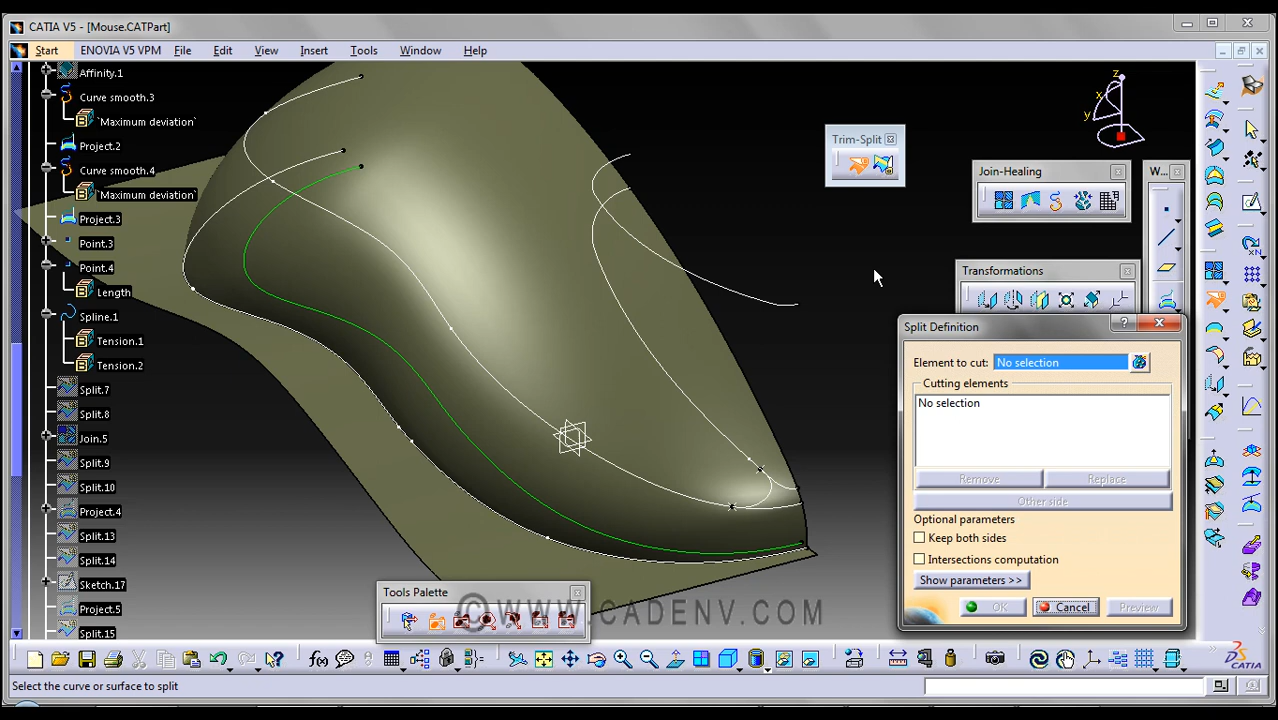 CATIA V5 - [Mouse.CATPart]
Start ENOVIA V5 VPM File Edit View Insert Tools Window Help
Affinity.1
Curve smooth.3
`Maximum deviation`
Project.2
Curve smooth.4
`Maximum deviation`
Project.3
Point.3
Point.4
Length
Spline.1
Tension.1
Tension.2
Split.7
Split.8
Join.5
Split.9
Split.10
Project.4
Split.13
Split.14
Sketch.17
Project.5
Split.15
z
x
y
Trim-Split
Join-Healing
W...
Transformations
Split Definition
Element to cut: No selection
Cutting elements
No selection
Remove Replace
Other side
Optional parameters
Keep both sides
Intersections computation
Show parameters >>
OK Cancel Preview
Tools Palette
© WWW.CADENV.COM
f(x)
DS CATIA
Select the curve or surface to split